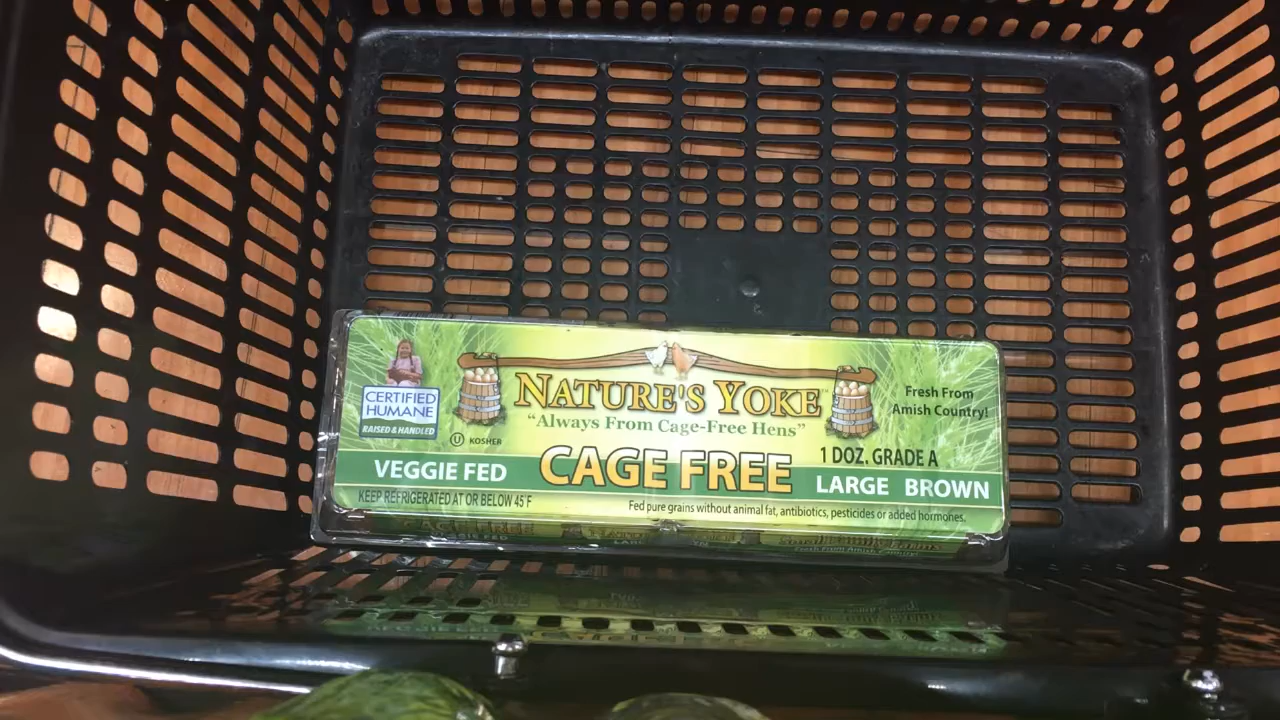 NATURE'S YOKE
"Always From Cage-Free Hens"
Fresh From
Amish Country!
CERTIFIED
HUMANE
RAISED & HANDLED
U KOSHER
1 DOZ. GRADE A
VEGGIE FED
CAGE FREE
LARGE BROWN
KEEP REFRIGERATED AT OR BELOW 45°F
Fed pure grains without animal fat, antibiotics, pesticides or added hormones.
CAGE FREE